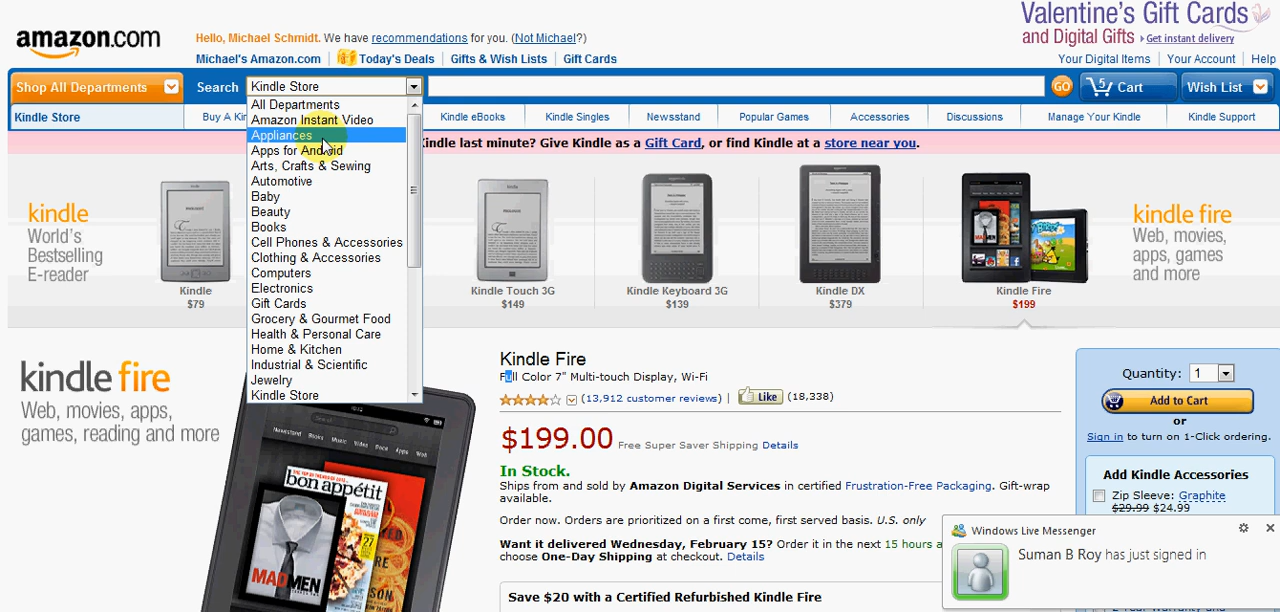 Valentine's Gift Cards
and Digital Gifts ▸ Get instant delivery
amazon.com
Hello, Michael Schmidt. We have recommendations for you. (Not Michael?)
Michael's Amazon.com | Today's Deals | Gifts & Wish Lists | Gift Cards
Your Digital Items | Your Account | Help
Shop All Departments
Search
Kindle Store
GO
5 Cart
Wish List
Kindle Store
Buy A Kin
Kindle eBooks
Kindle Singles
Newsstand
Popular Games
Accessories
Discussions
Manage Your Kindle
Kindle Support
All Departments
Amazon Instant Video
Appliances
Apps for Android
Arts, Crafts & Sewing
Automotive
Baby
Beauty
Books
Cell Phones & Accessories
Clothing & Accessories
Computers
Electronics
Gift Cards
Grocery & Gourmet Food
Health & Personal Care
Home & Kitchen
Industrial & Scientific
Jewelry
Kindle Store
Kindle last minute? Give Kindle as a Gift Card, or find Kindle at a store near you.
kindle
World's
Bestselling
E-reader
Kindle
$79
Kindle Touch 3G
$149
Kindle Keyboard 3G
$139
Kindle DX
$379
Kindle Fire
$199
kindle fire
Web, movies,
apps, games
and more
kindle fire
Web, movies, apps,
games, reading and more
Newsstand Books Music Video Docs Apps Web
bon appétit
MAD MEN
Kindle Fire
Full Color 7" Multi-touch Display, Wi-Fi
(13,912 customer reviews) | Like (18,338)
$199.00 Free Super Saver Shipping Details
In Stock.
Ships from and sold by Amazon Digital Services in certified Frustration-Free Packaging. Gift-wrap
available.
Order now. Orders are prioritized on a first come, first served basis. U.S. only
Want it delivered Wednesday, February 15? Order it in the next 15 hours a
choose One-Day Shipping at checkout. Details
Save $20 with a Certified Refurbished Kindle Fire
Quantity: 1
Add to Cart
or
Sign in to turn on 1-Click ordering.
Add Kindle Accessories
Zip Sleeve: Graphite
$29.99 $24.99
Windows Live Messenger
Suman B Roy has just signed in